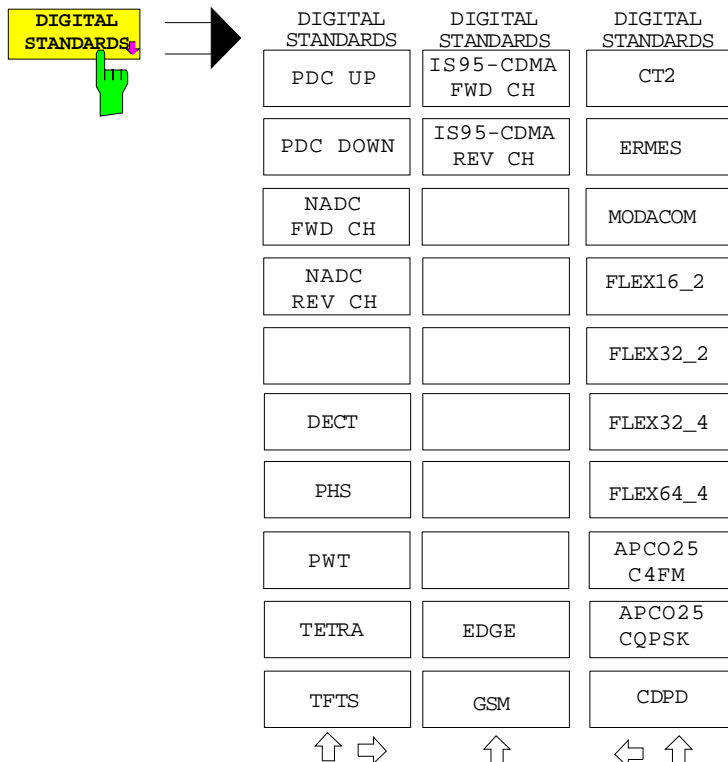 DIGITAL
STANDARDS
DIGITAL
STANDARDS
PDC UP
PDC DOWN
NADC
FWD CH
NADC
REV CH
DECT
PHS
PWT
TETRA
TFTS
DIGITAL
STANDARDS
IS95-CDMA
FWD CH
IS95-CDMA
REV CH
EDGE
GSM
DIGITAL
STANDARDS
CT2
ERMES
MODACOM
FLEX16_2
FLEX32_2
FLEX32_4
FLEX64_4
APCO25
C4FM
APCO25
CQPSK
CDPD